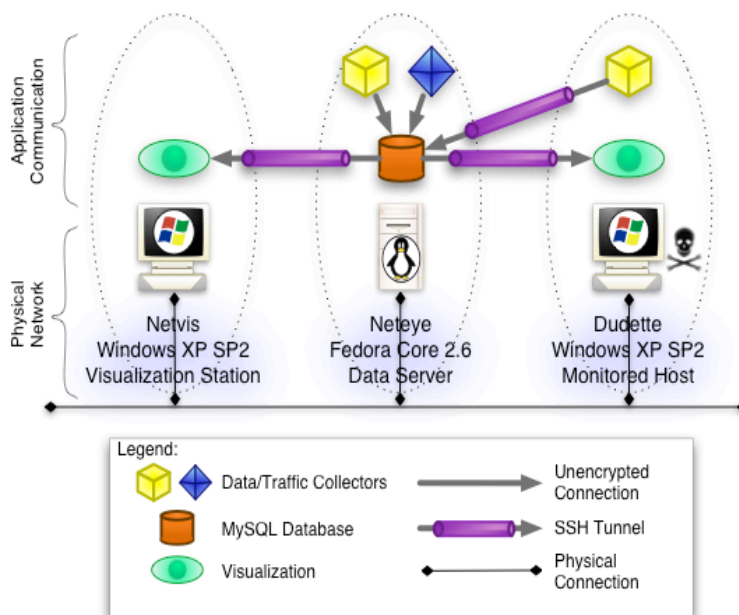 Application
Communication
Physical
Network
Netvis
Windows XP SP2
Visualization Station
Neteye
Fedora Core 2.6
Data Server
Dudette
Windows XP SP2
Monitored Host
Legend:
Data/Traffic Collectors
Unencrypted
Connection
MySQL Database
SSH Tunnel
Visualization
Physical
Connection